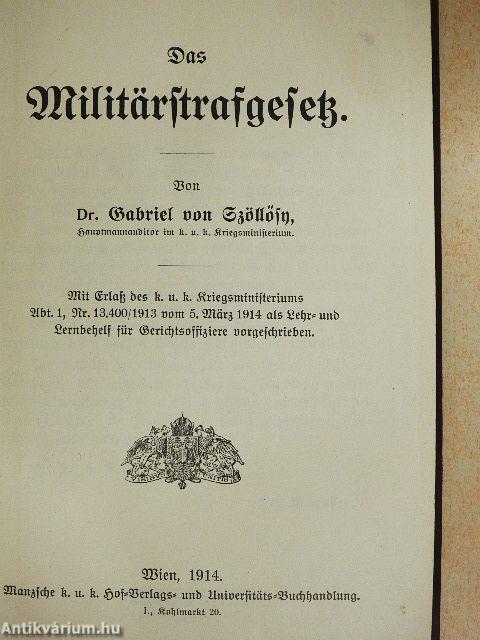 Das
Militärstrafgesetz.
Von
Dr. Gabriel von Szöllösy,
Hauptmannauditor im k. u. k. Kriegsministerium.
Mit Erlaß des k. u. k. Kriegsministeriums
Abt. 1, Nr. 13.400/1913 vom 5. März 1914 als Lehr- und
Lernbehelf für Gerichtsoffiziere vorgeschrieben.
Wien, 1914.
Manzsche k. u. k. Hof-Verlags- und Universitäts-Buchhandlung.
I., Kohlmarkt 20.
Antikvárium.hu